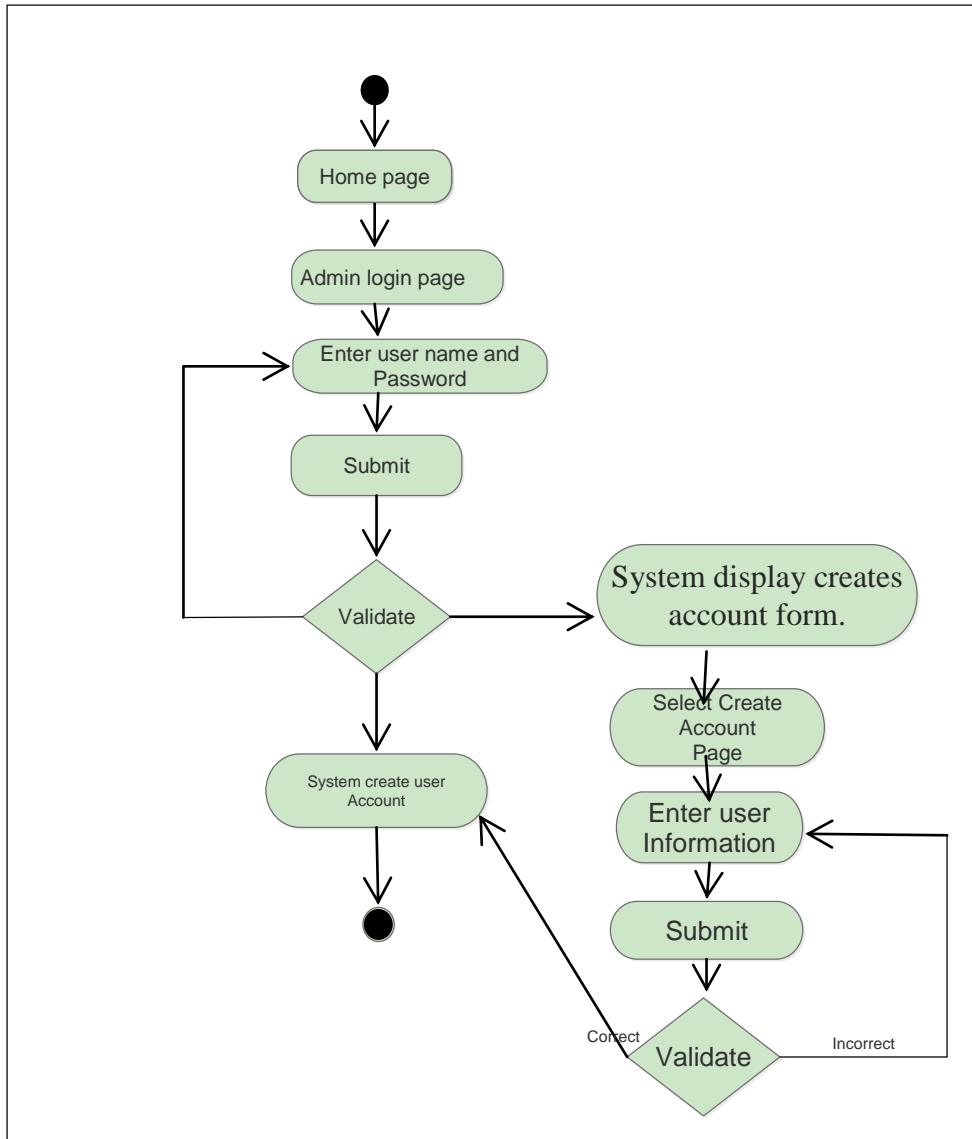 Home page
Admin login page
Enter user name and
Password
Submit
Validate
System create user
Account
System display creates
account form.
Select Create
Account
Page
Enter user
Information
Submit
Validate
Correct
Incorrect